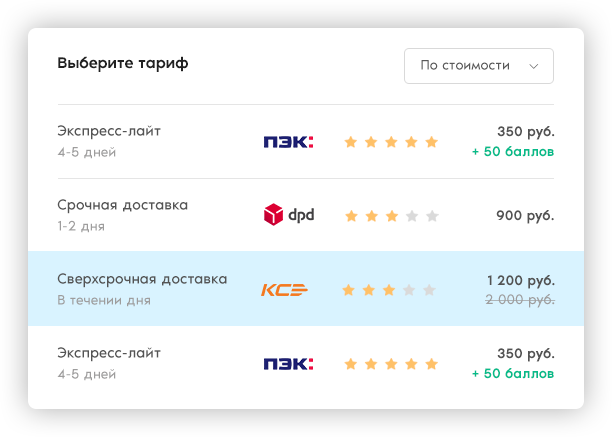 Выберите тариф
По стоимости
Экспресс-лайт
4-5 дней
ПЭК:
350 руб.
+ 50 баллов
Срочная доставка
1-2 дня
dpd
900 руб.
Сверхсрочная доставка
В течении дня
КСЭ
1 200 руб.
2 000 руб.
Экспресс-лайт
4-5 дней
ПЭК:
350 руб.
+ 50 баллов